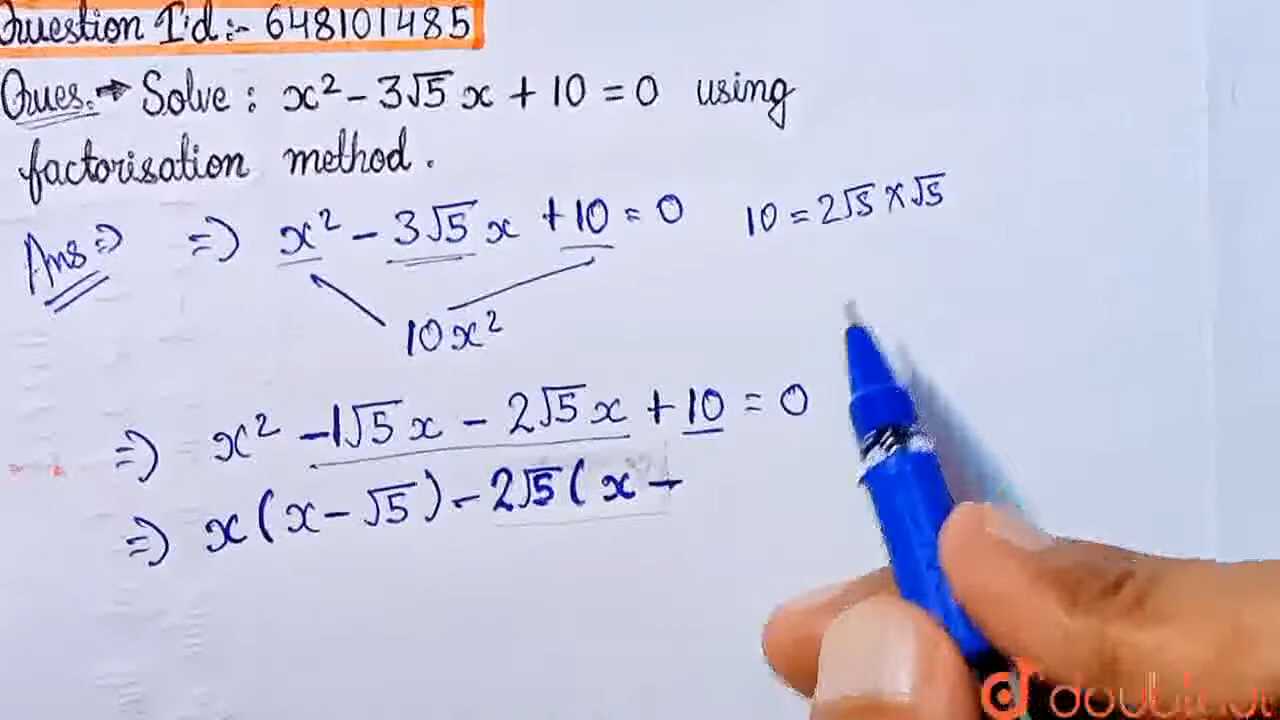 Question I'd :- 648101485
Ques. → Solve : x² - 3√5 x + 10 = 0 using
factorisation method .
Ans ⇒ ⇒) x² - 3√5 x + 10 = 0 10 = 2√5 × √5
10x²
⇒) x² - 1√5 x - 2√5 x + 10 = 0
⇒) x ( x - √5 ) - 2√5 ( x -
doubtnut